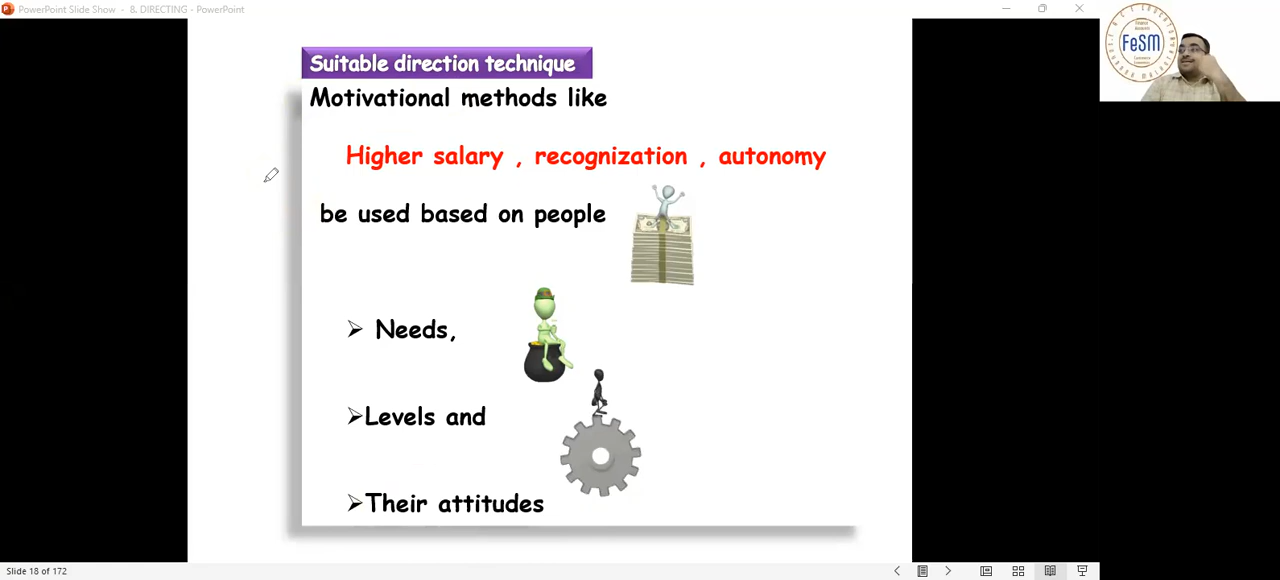 PowerPoint Slide Show - 8. DIRECTING - PowerPoint
FeSM
Suitable direction technique
Motivational methods like
Higher salary , recognization , autonomy
be used based on people
Needs,
Levels and
Their attitudes
Slide 18 of 172